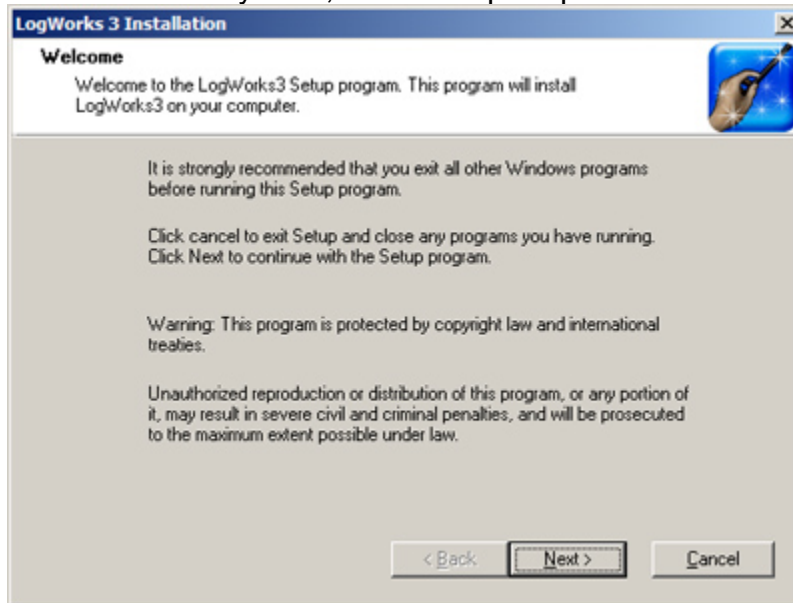 LogWorks 3 Installation
Welcome
Welcome to the LogWorks3 Setup program. This program will install
LogWorks3 on your computer.
It is strongly recommended that you exit all other Windows programs
before running this Setup program.
Click cancel to exit Setup and close any programs you have running.
Click Next to continue with the Setup program.
Warning: This program is protected by copyright law and international
treaties.
Unauthorized reproduction or distribution of this program, or any portion of
it, may result in severe civil and criminal penalties, and will be prosecuted
to the maximum extent possible under law.
< Back Next > Cancel